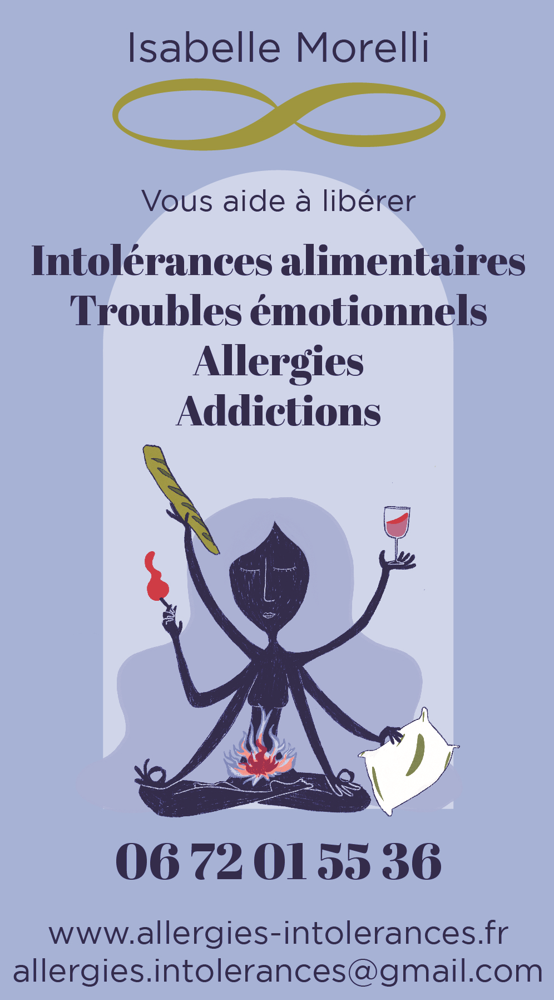 Isabelle Morelli
Vous aide à libérer
Intolérances alimentaires
Troubles émotionnels
Allergies
Addictions
06 72 01 55 36
www.allergies-intolerances.fr
allergies.intolerances@gmail.com